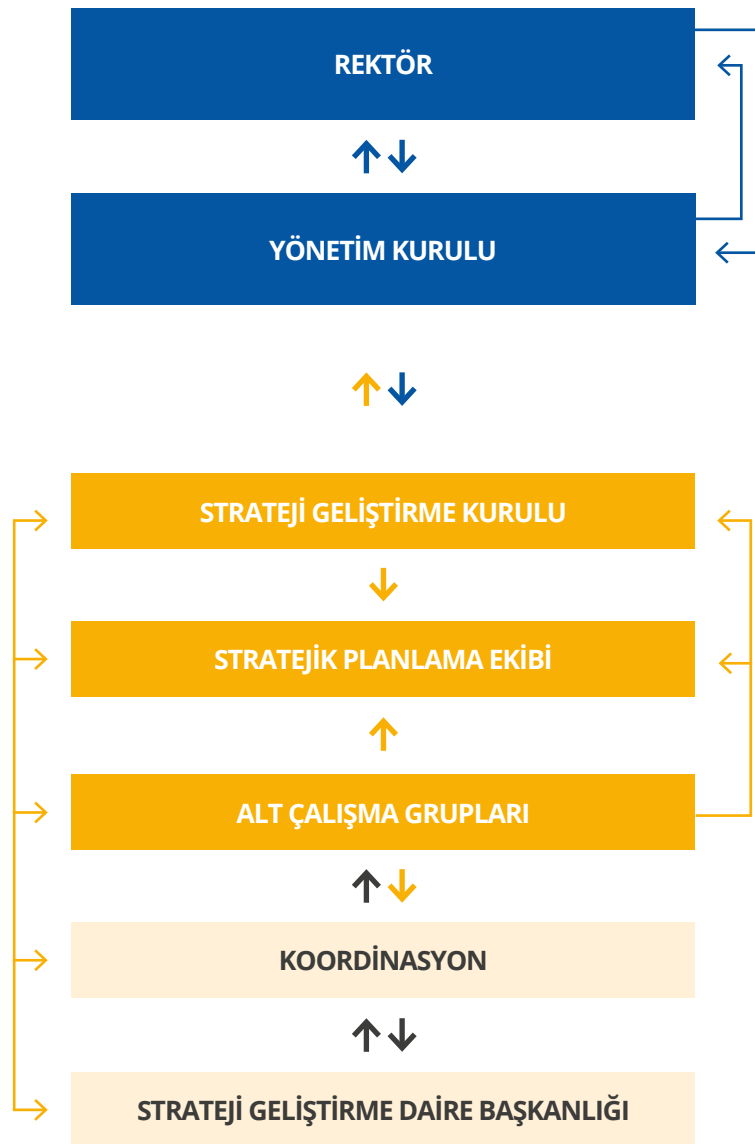 REKTÖR
YÖNETİM KURULU
STRATEJİ GELİŞTİRME KURULU
STRATEJİK PLANLAMA EKİBİ
ALT ÇALIŞMA GRUPLARI
KOORDİNASYON
STRATEJİ GELİŞTİRME DAİRE BAŞKANLIĞI